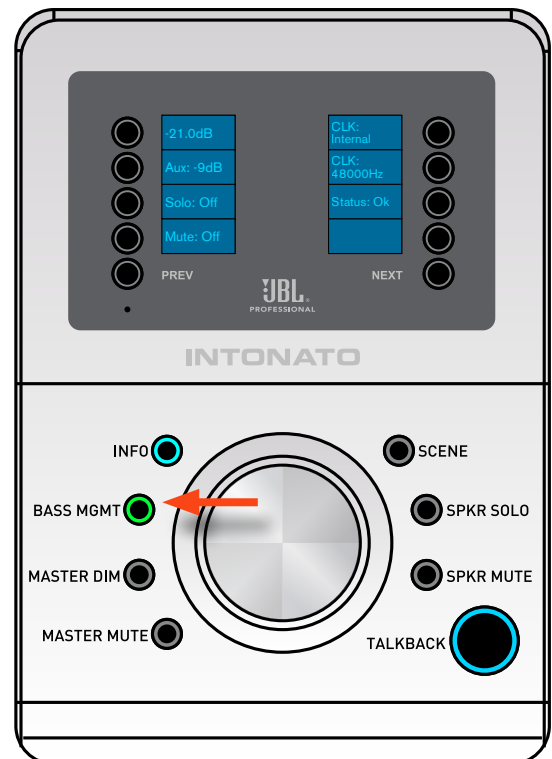 -21.0dB
CLK:
Internal
Aux: -9dB
CLK:
48000Hz
Solo: Off
Status: Ok
Mute: Off
PREV
NEXT
JBL
PROFESSIONAL
INTONATO
INFO
SCENE
BASS MGMT
SPKR SOLO
MASTER DIM
SPKR MUTE
MASTER MUTE
TALKBACK